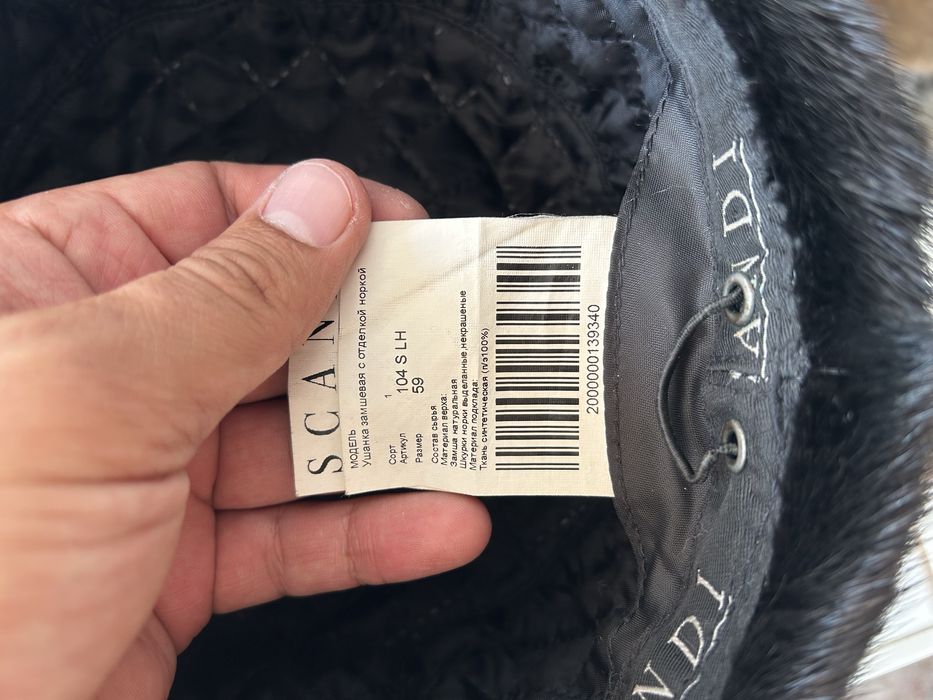 SCAN
МОДЕЛЬ
Ушанка замшевая с отделкой норкой
Сорт 1
Артикул 104 S LH
Размер 59
Состав сырья
Материал верха:
Замша натуральная
Шкурки норки выделанные,некрашеные
Материал подклада:
Ткань синтетическая (п/э100%)
2000000139340
ANDI
NDI